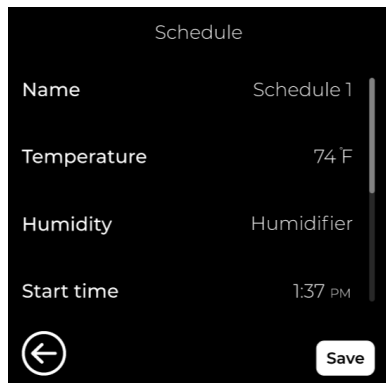 Schedule
Name Schedule 1
Temperature 74°F
Humidity Humidifier
Start time 1:37 PM
Save